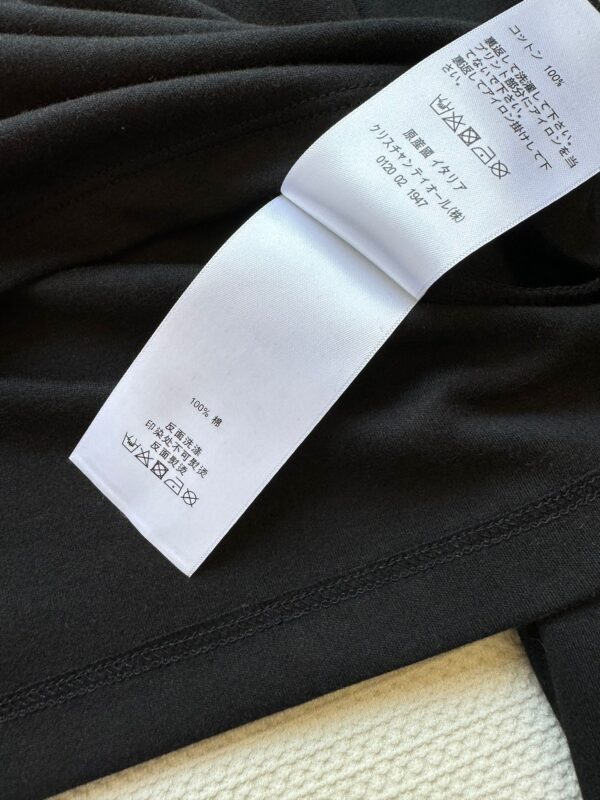 コットン 100%
裏返して洗濯して下さい。
プリント部分にアイロンを当
てないで下さい。
裏返してアイロン掛けして下
さい。
原産國 イタリア
クリスチャンディオール(株)
0120 02 1947
100% 棉
反面洗涤
印染处不可熨烫
反面熨烫